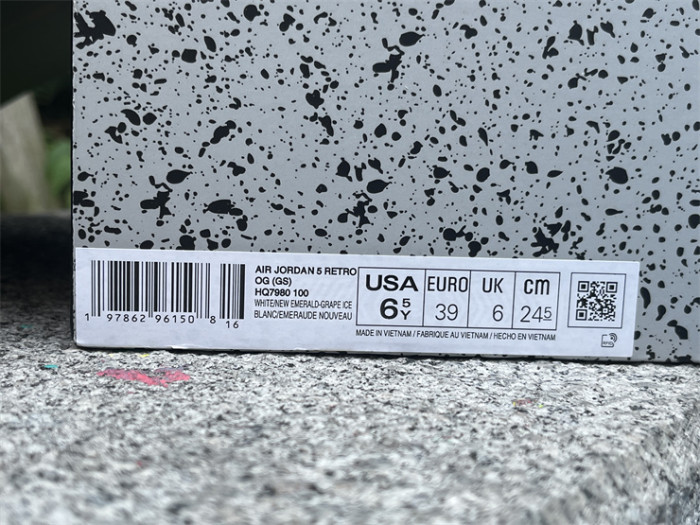 AIR JORDAN 5 RETRO
OG (GS)
HQ7980 100
WHITE/NEW EMERALD-GRAPE ICE
BLANC/EMERAUDE NOUVEAU
1 97862 96150 8 16
USA EURO UK cm
6 5 Y 39 6 24 5
MADE IN VIETNAM / FABRIQUÉ AU VIETNAM / HECHO EN VIETNAM